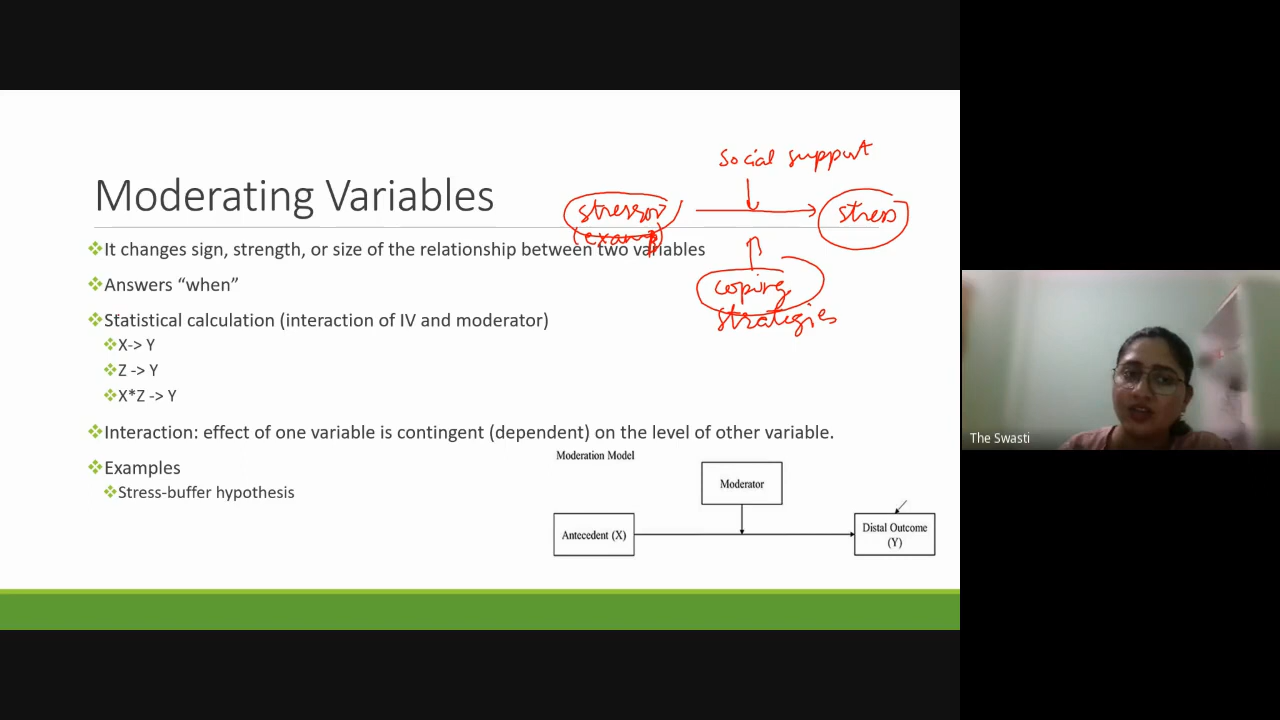 social support
Moderating Variables
stressor
stress
(exam)
❖It changes sign, strength, or size of the relationship between two variables
❖Answers “when”
coping
strategies
❖Statistical calculation (interaction of IV and moderator)
❖X-> Y
❖Z -> Y
❖X*Z -> Y
❖Interaction: effect of one variable is contingent (dependent) on the level of other variable.
Moderation Model
❖Examples
❖Stress-buffer hypothesis
Moderator
Antecedent (X)
Distal Outcome
(Y)
The Swasti